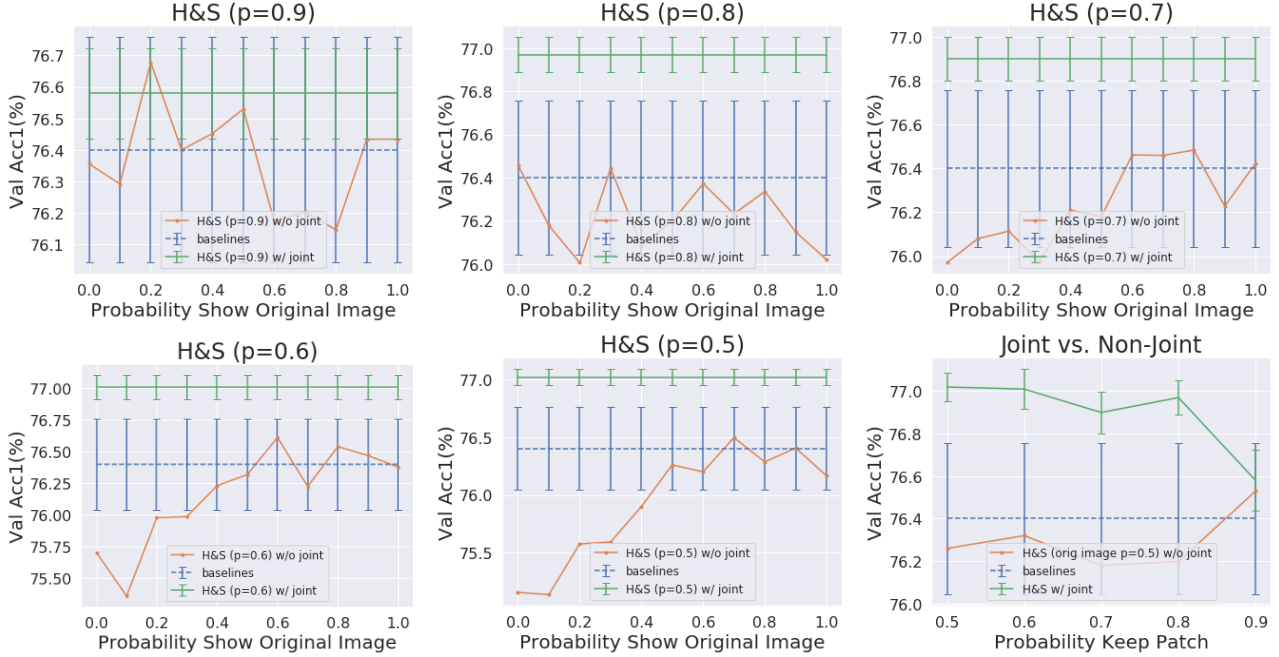 H&S (p=0.9)
Val Acc1(%)
76.7
76.6
76.5
76.4
76.3
76.2
76.1
H&S (p=0.9) w/o joint
baselines
H&S (p=0.9) w/ joint
0.0 0.2 0.4 0.6 0.8 1.0
Probability Show Original Image
H&S (p=0.8)
Val Acc1(%)
77.0
76.8
76.6
76.4
76.2
76.0
H&S (p=0.8) w/o joint
baselines
H&S (p=0.8) w/ joint
0.0 0.2 0.4 0.6 0.8 1.0
Probability Show Original Image
H&S (p=0.7)
Val Acc1(%)
77.0
76.8
76.6
76.4
76.2
76.0
H&S (p=0.7) w/o joint
baselines
H&S (p=0.7) w/ joint
0.0 0.2 0.4 0.6 0.8 1.0
Probability Show Original Image
H&S (p=0.6)
Val Acc1(%)
77.00
76.75
76.50
76.25
76.00
75.75
75.50
H&S (p=0.6) w/o joint
baselines
H&S (p=0.6) w/ joint
0.0 0.2 0.4 0.6 0.8 1.0
Probability Show Original Image
H&S (p=0.5)
Val Acc1(%)
77.0
76.5
76.0
75.5
H&S (p=0.5) w/o joint
baselines
H&S (p=0.5) w/ joint
0.0 0.2 0.4 0.6 0.8 1.0
Probability Show Original Image
Joint vs. Non-Joint
Val Acc1(%)
77.0
76.8
76.6
76.4
76.2
76.0
H&S (orig image p=0.5) w/o joint
baselines
H&S w/ joint
0.5 0.6 0.7 0.8 0.9
Probability Keep Patch